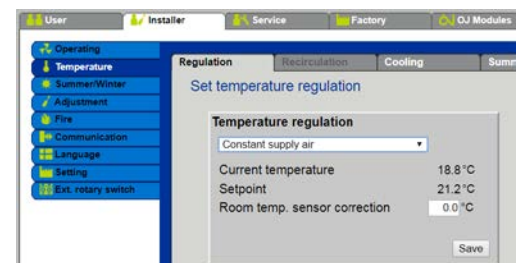 User Installer Service Factory OJ Modules
Operating
Temperature
Summer/Winter
Adjustment
Fire
Communication
Language
Setting
Ext. rotary switch
Regulation Recirculation Cooling Summ
Set temperature regulation
Temperature regulation
Constant supply air
Current temperature 18.8°C
Setpoint 21.2°C
Room temp. sensor correction 0.0 °C
Save